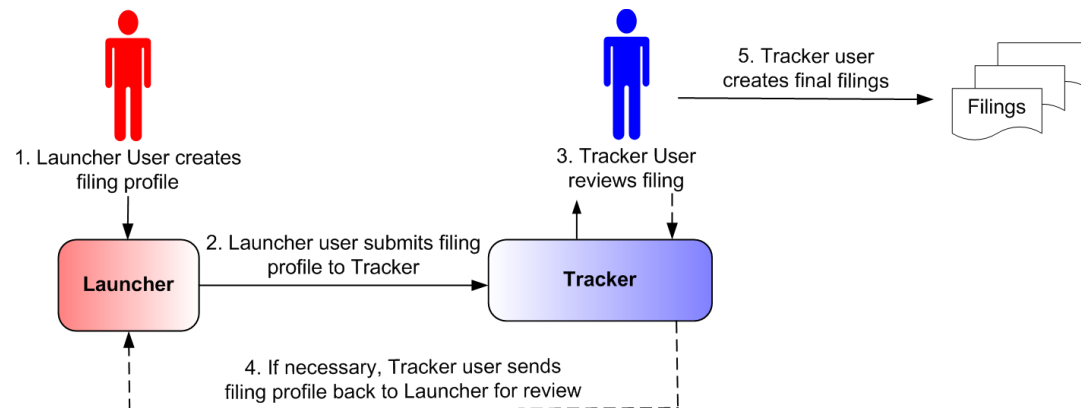 1. Launcher User creates
filing profile
2. Launcher user submits filing
profile to Tracker
3. Tracker User
reviews filing
4. If necessary, Tracker user sends
filing profile back to Launcher for review
5. Tracker user
creates final filings
Filings
Launcher
Tracker